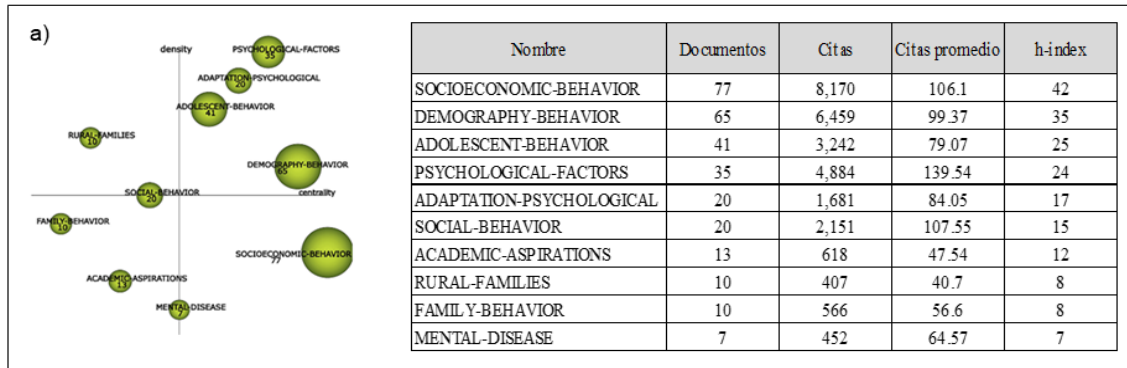 a)
density
PSYCHOLOGICAL-FACTORS
35
ADAPTATION-PSYCHOLOGICAL
20
ADOLESCENT-BEHAVIOR
41
RURAL-FAMILIES
10
DEMOGRAPHY-BEHAVIOR
65
SOCIAL-BEHAVIOR
20
centrality
FAMILY-BEHAVIOR
10
SOCIOECONOMIC-BEHAVIOR
77
ACADEMIC-ASPIRATIONS
13
MENTAL-DISEASE
7
Nombre Documentos Citas Citas promedio h-index
SOCIOECONOMIC-BEHAVIOR 77 8,170 106.1 42
DEMOGRAPHY-BEHAVIOR 65 6,459 99.37 35
ADOLESCENT-BEHAVIOR 41 3,242 79.07 25
PSYCHOLOGICAL-FACTORS 35 4,884 139.54 24
ADAPTATION-PSYCHOLOGICAL 20 1,681 84.05 17
SOCIAL-BEHAVIOR 20 2,151 107.55 15
ACADEMIC-ASPIRATIONS 13 618 47.54 12
RURAL-FAMILIES 10 407 40.7 8
FAMILY-BEHAVIOR 10 566 56.6 8
MENTAL-DISEASE 7 452 64.57 7